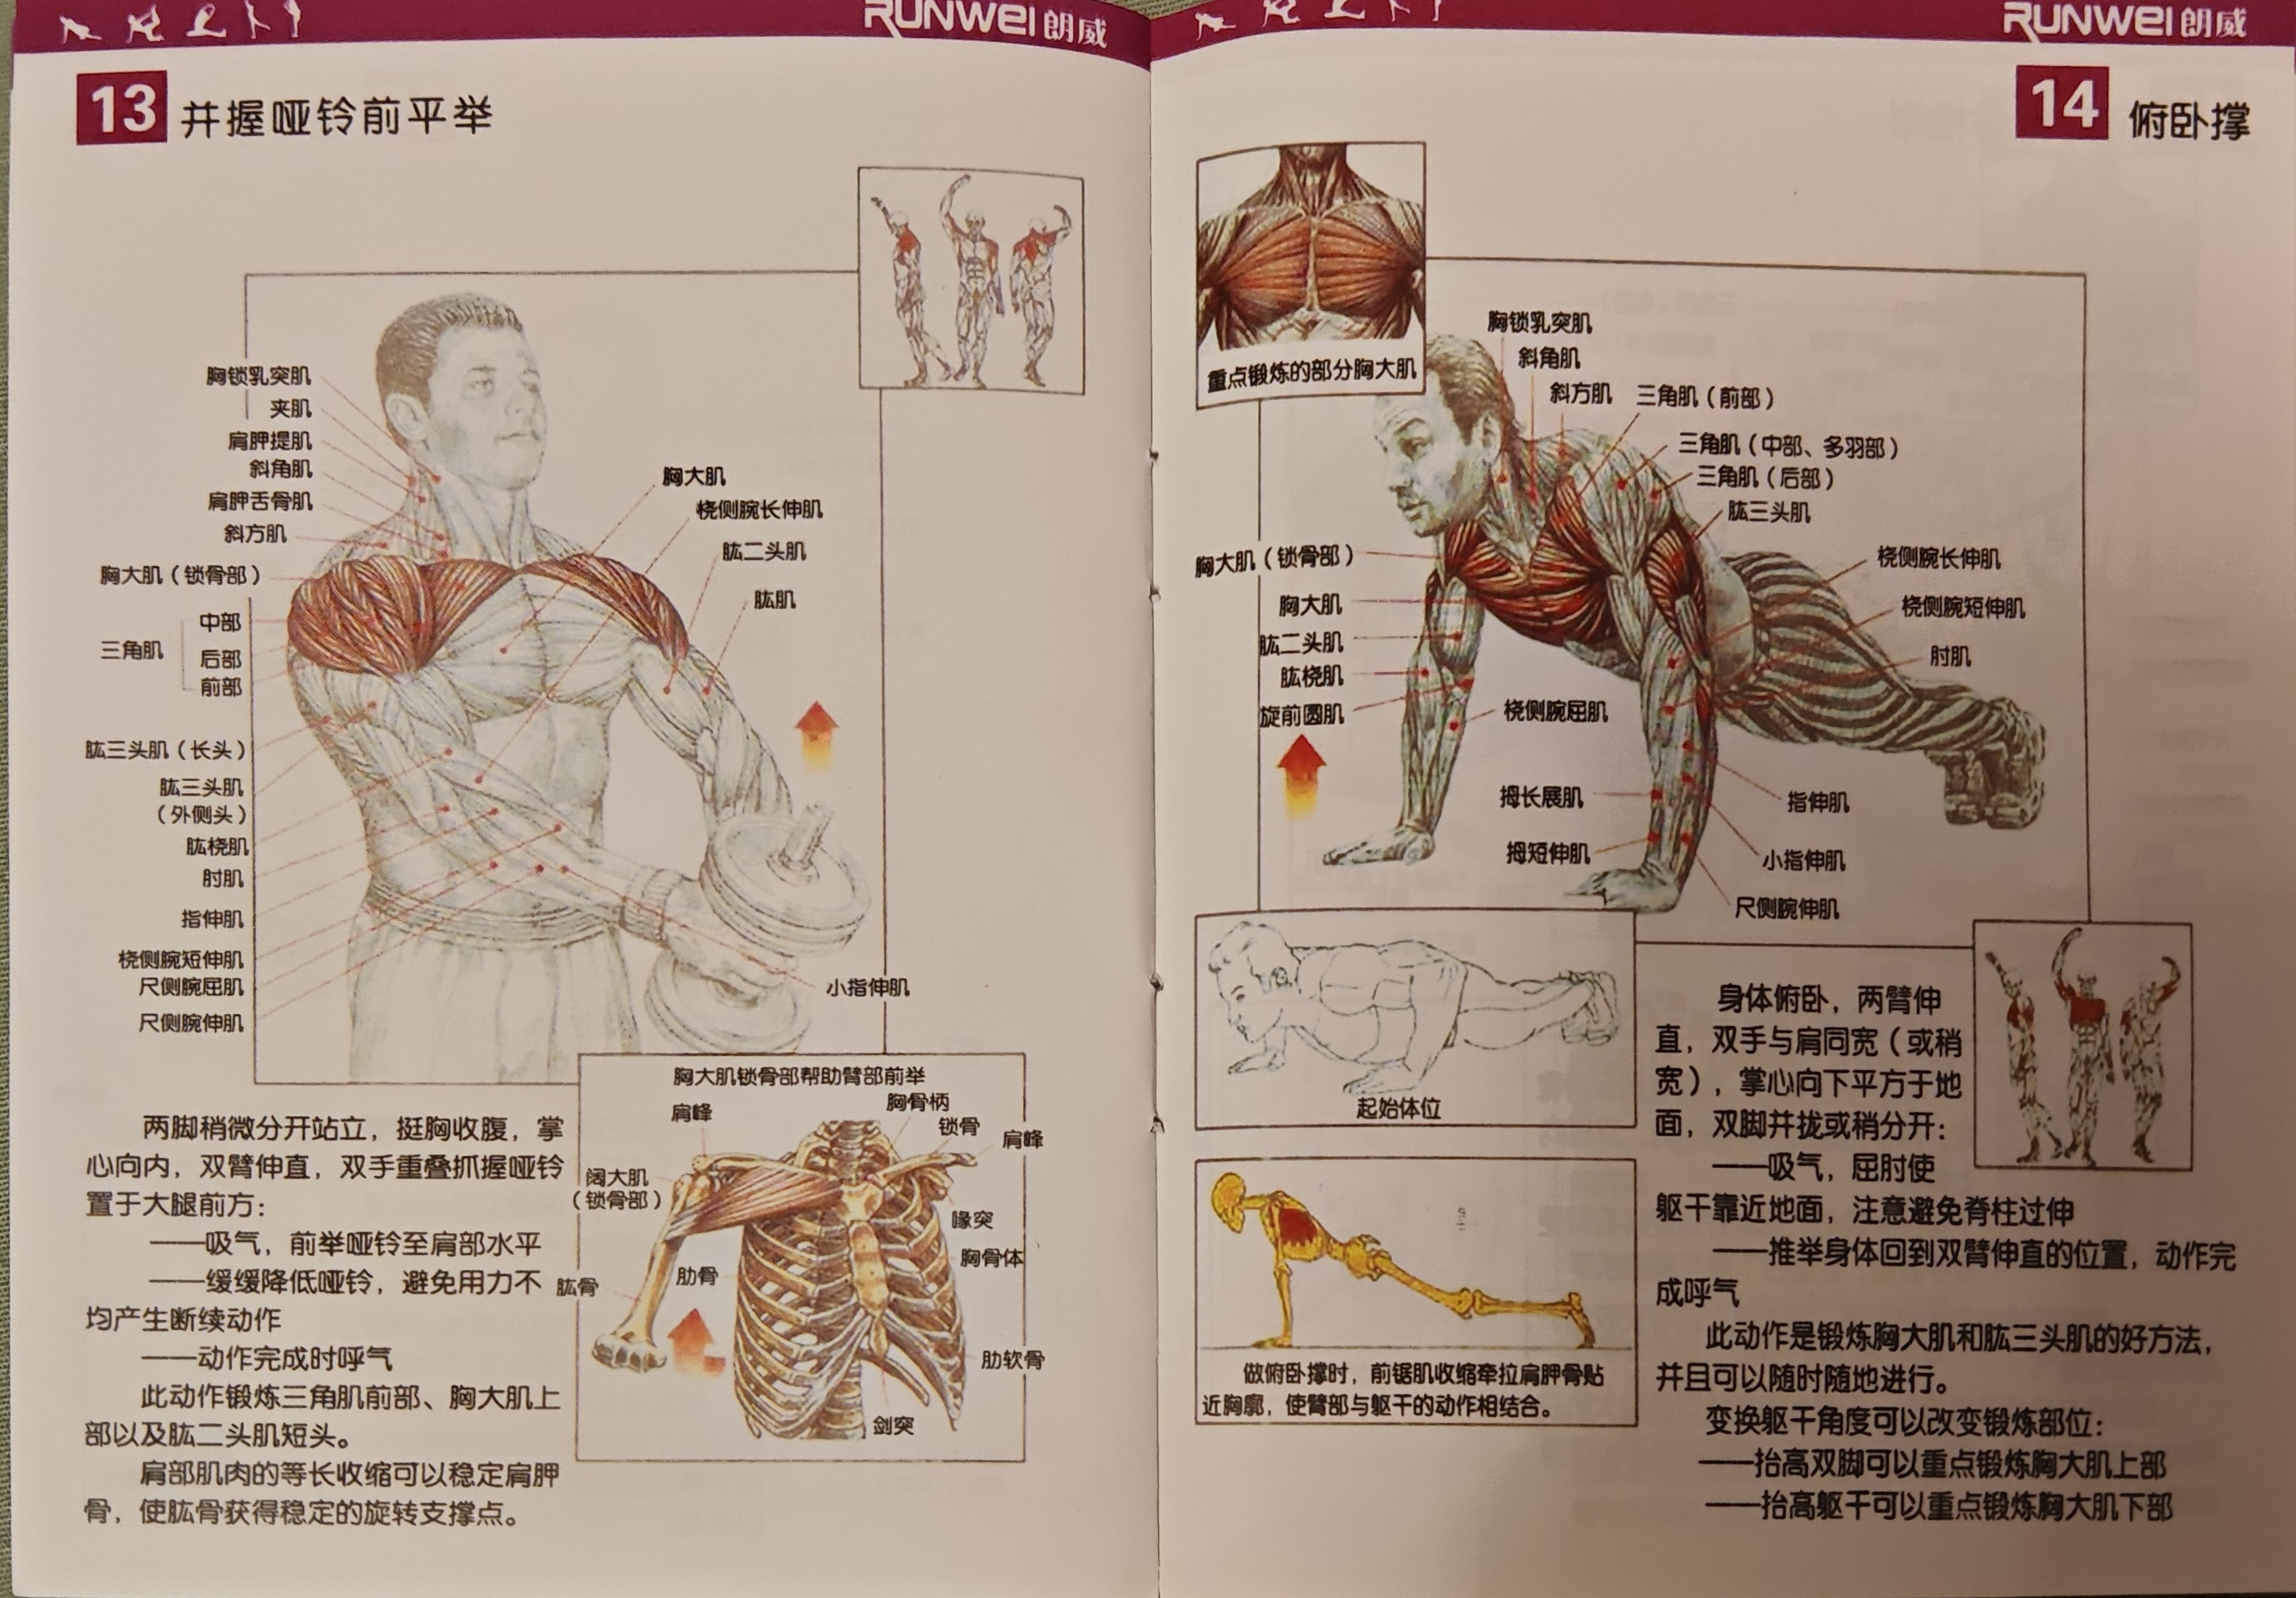 RUNWEI朗威
13 并握哑铃前平举
胸锁乳突肌
夹肌
肩胛提肌
斜角肌
肩胛舌骨肌
斜方肌
胸大肌（锁骨部）
三角肌
中部
后部
前部
肱三头肌（长头）
肱三头肌
（外侧头）
肱桡肌
肘肌
指伸肌
桡侧腕短伸肌
尺侧腕屈肌
尺侧腕伸肌
胸大肌
桡侧腕长伸肌
肱二头肌
肱肌
小指伸肌
胸大肌锁骨部帮助臂部前举
肩峰
胸骨柄
锁骨
肩峰
阔大肌
（锁骨部）
喙突
胸骨体
肋骨
肱骨
肋软骨
剑突
两脚稍微分开站立，挺胸收腹，掌
心向内，双臂伸直，双手重叠抓握哑铃
置于大腿前方：
——吸气，前举哑铃至肩部水平
——缓缓降低哑铃，避免用力不
均产生断续动作
——动作完成时呼气
此动作锻炼三角肌前部、胸大肌上
部以及肱二头肌短头。
肩部肌肉的等长收缩可以稳定肩胛
骨，使肱骨获得稳定的旋转支撑点。
RUNWEI朗威
14 俯卧撑
重点锻炼的部分胸大肌
胸锁乳突肌
斜角肌
斜方肌
三角肌（前部）
三角肌（中部、多羽部）
三角肌（后部）
肱三头肌
桡侧腕长伸肌
桡侧腕短伸肌
肘肌
胸大肌（锁骨部）
胸大肌
肱二头肌
肱桡肌
旋前圆肌
桡侧腕屈肌
拇长展肌
拇短伸肌
指伸肌
小指伸肌
尺侧腕伸肌
起始体位
做俯卧撑时，前锯肌收缩牵拉肩胛骨贴
近胸廓，使臂部与躯干的动作相结合。
身体俯卧，两臂伸
直，双手与肩同宽（或稍
宽），掌心向下平方于地
面，双脚并拢或稍分开：
——吸气，屈肘使
躯干靠近地面，注意避免脊柱过伸
——推举身体回到双臂伸直的位置，动作完
成呼气
此动作是锻炼胸大肌和肱三头肌的好方法，
并且可以随时随地进行。
变换躯干角度可以改变锻炼部位：
——抬高双脚可以重点锻炼胸大肌上部
——抬高躯干可以重点锻炼胸大肌下部